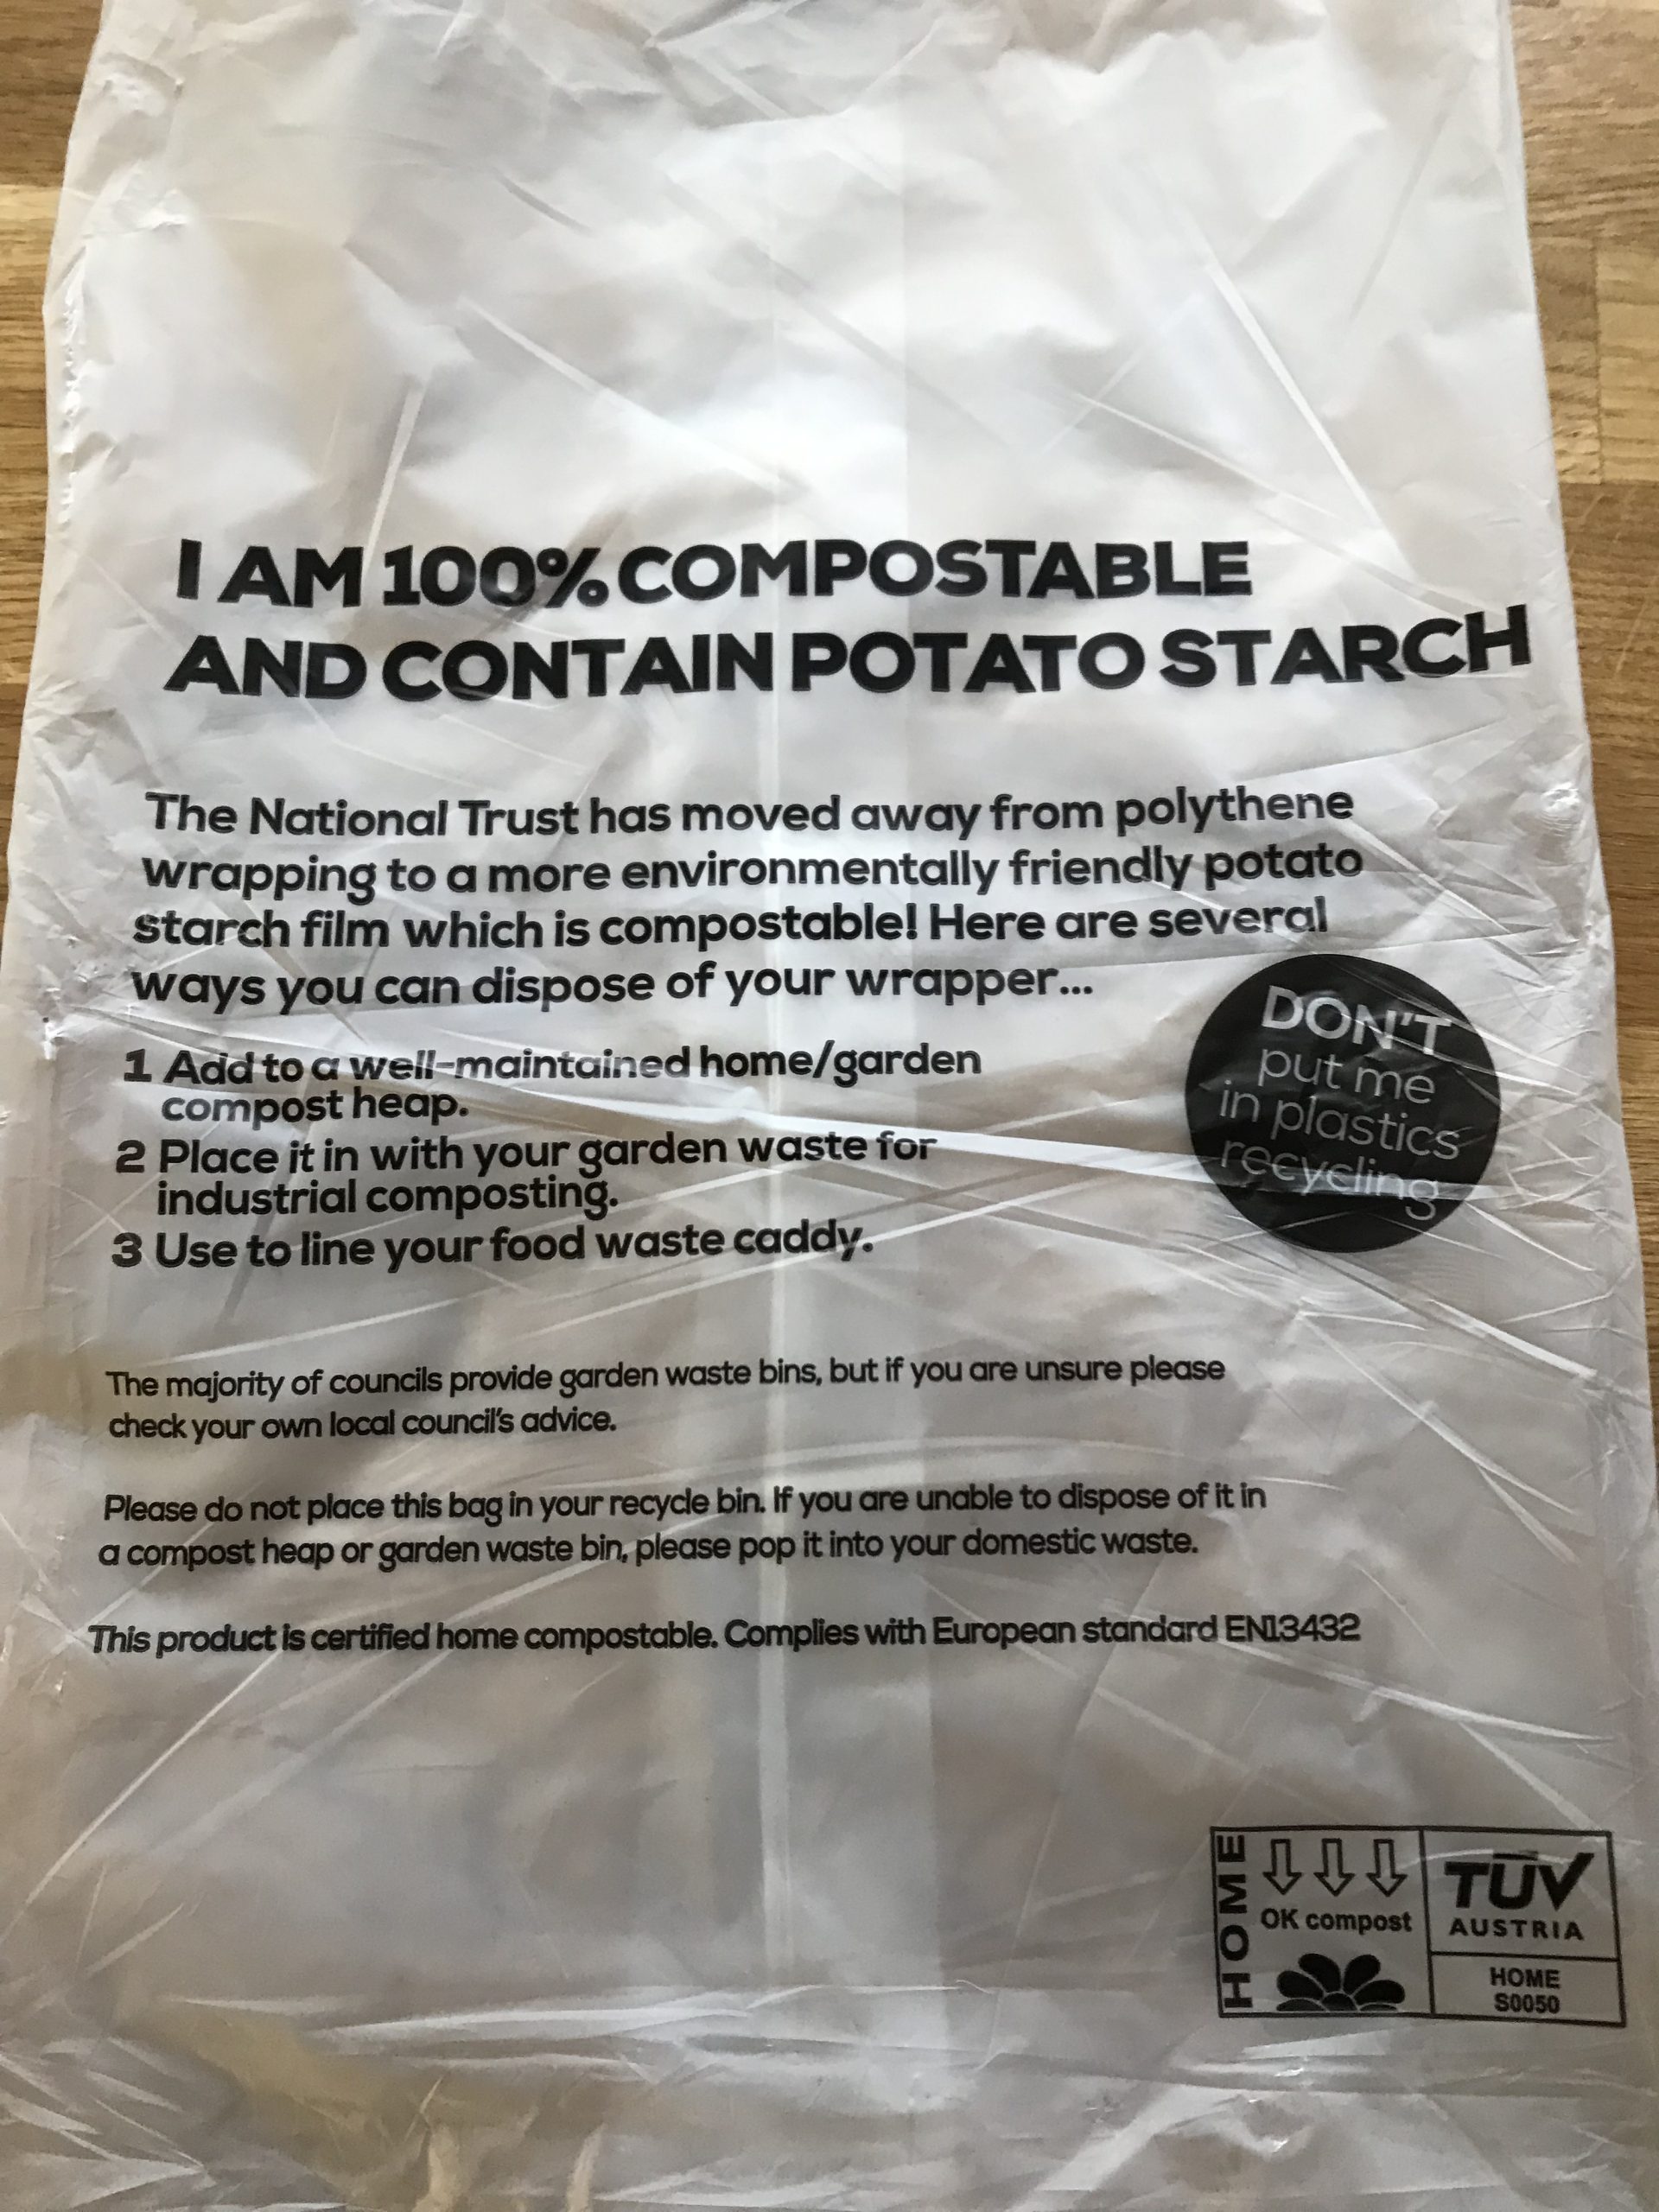 I AM 100% COMPOSTABLE
AND CONTAIN POTATO STARCH
The National Trust has moved away from polythene
wrapping to a more environmentally friendly potato
starch film which is compostable! Here are several
ways you can dispose of your wrapper...
1 Add to a well-maintained home/garden
compost heap.
2 Place it in with your garden waste for
industrial composting.
3 Use to line your food waste caddy.
DON'T
put me
in plastics
recycling
The majority of councils provide garden waste bins, but if you are unsure please
check your own local council's advice.
Please do not place this bag in your recycle bin. If you are unable to dispose of it in
a compost heap or garden waste bin, please pop it into your domestic waste.
This product is certified home compostable. Complies with European standard EN13432
HOME
OK compost
TÜV
AUSTRIA
HOME
S0050